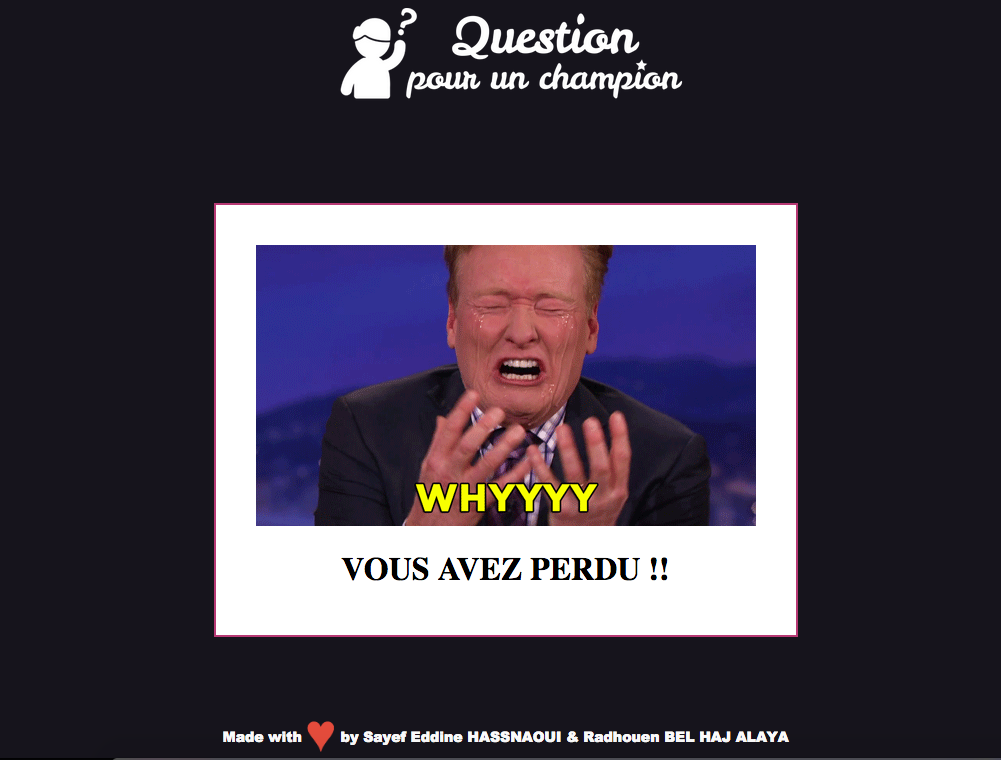 ?
Question
pour un champion
WHYYYY
VOUS AVEZ PERDU !!
Made with ❤ by Sayef Eddine HASSNAOUI & Radhouen BEL HAJ ALAYA